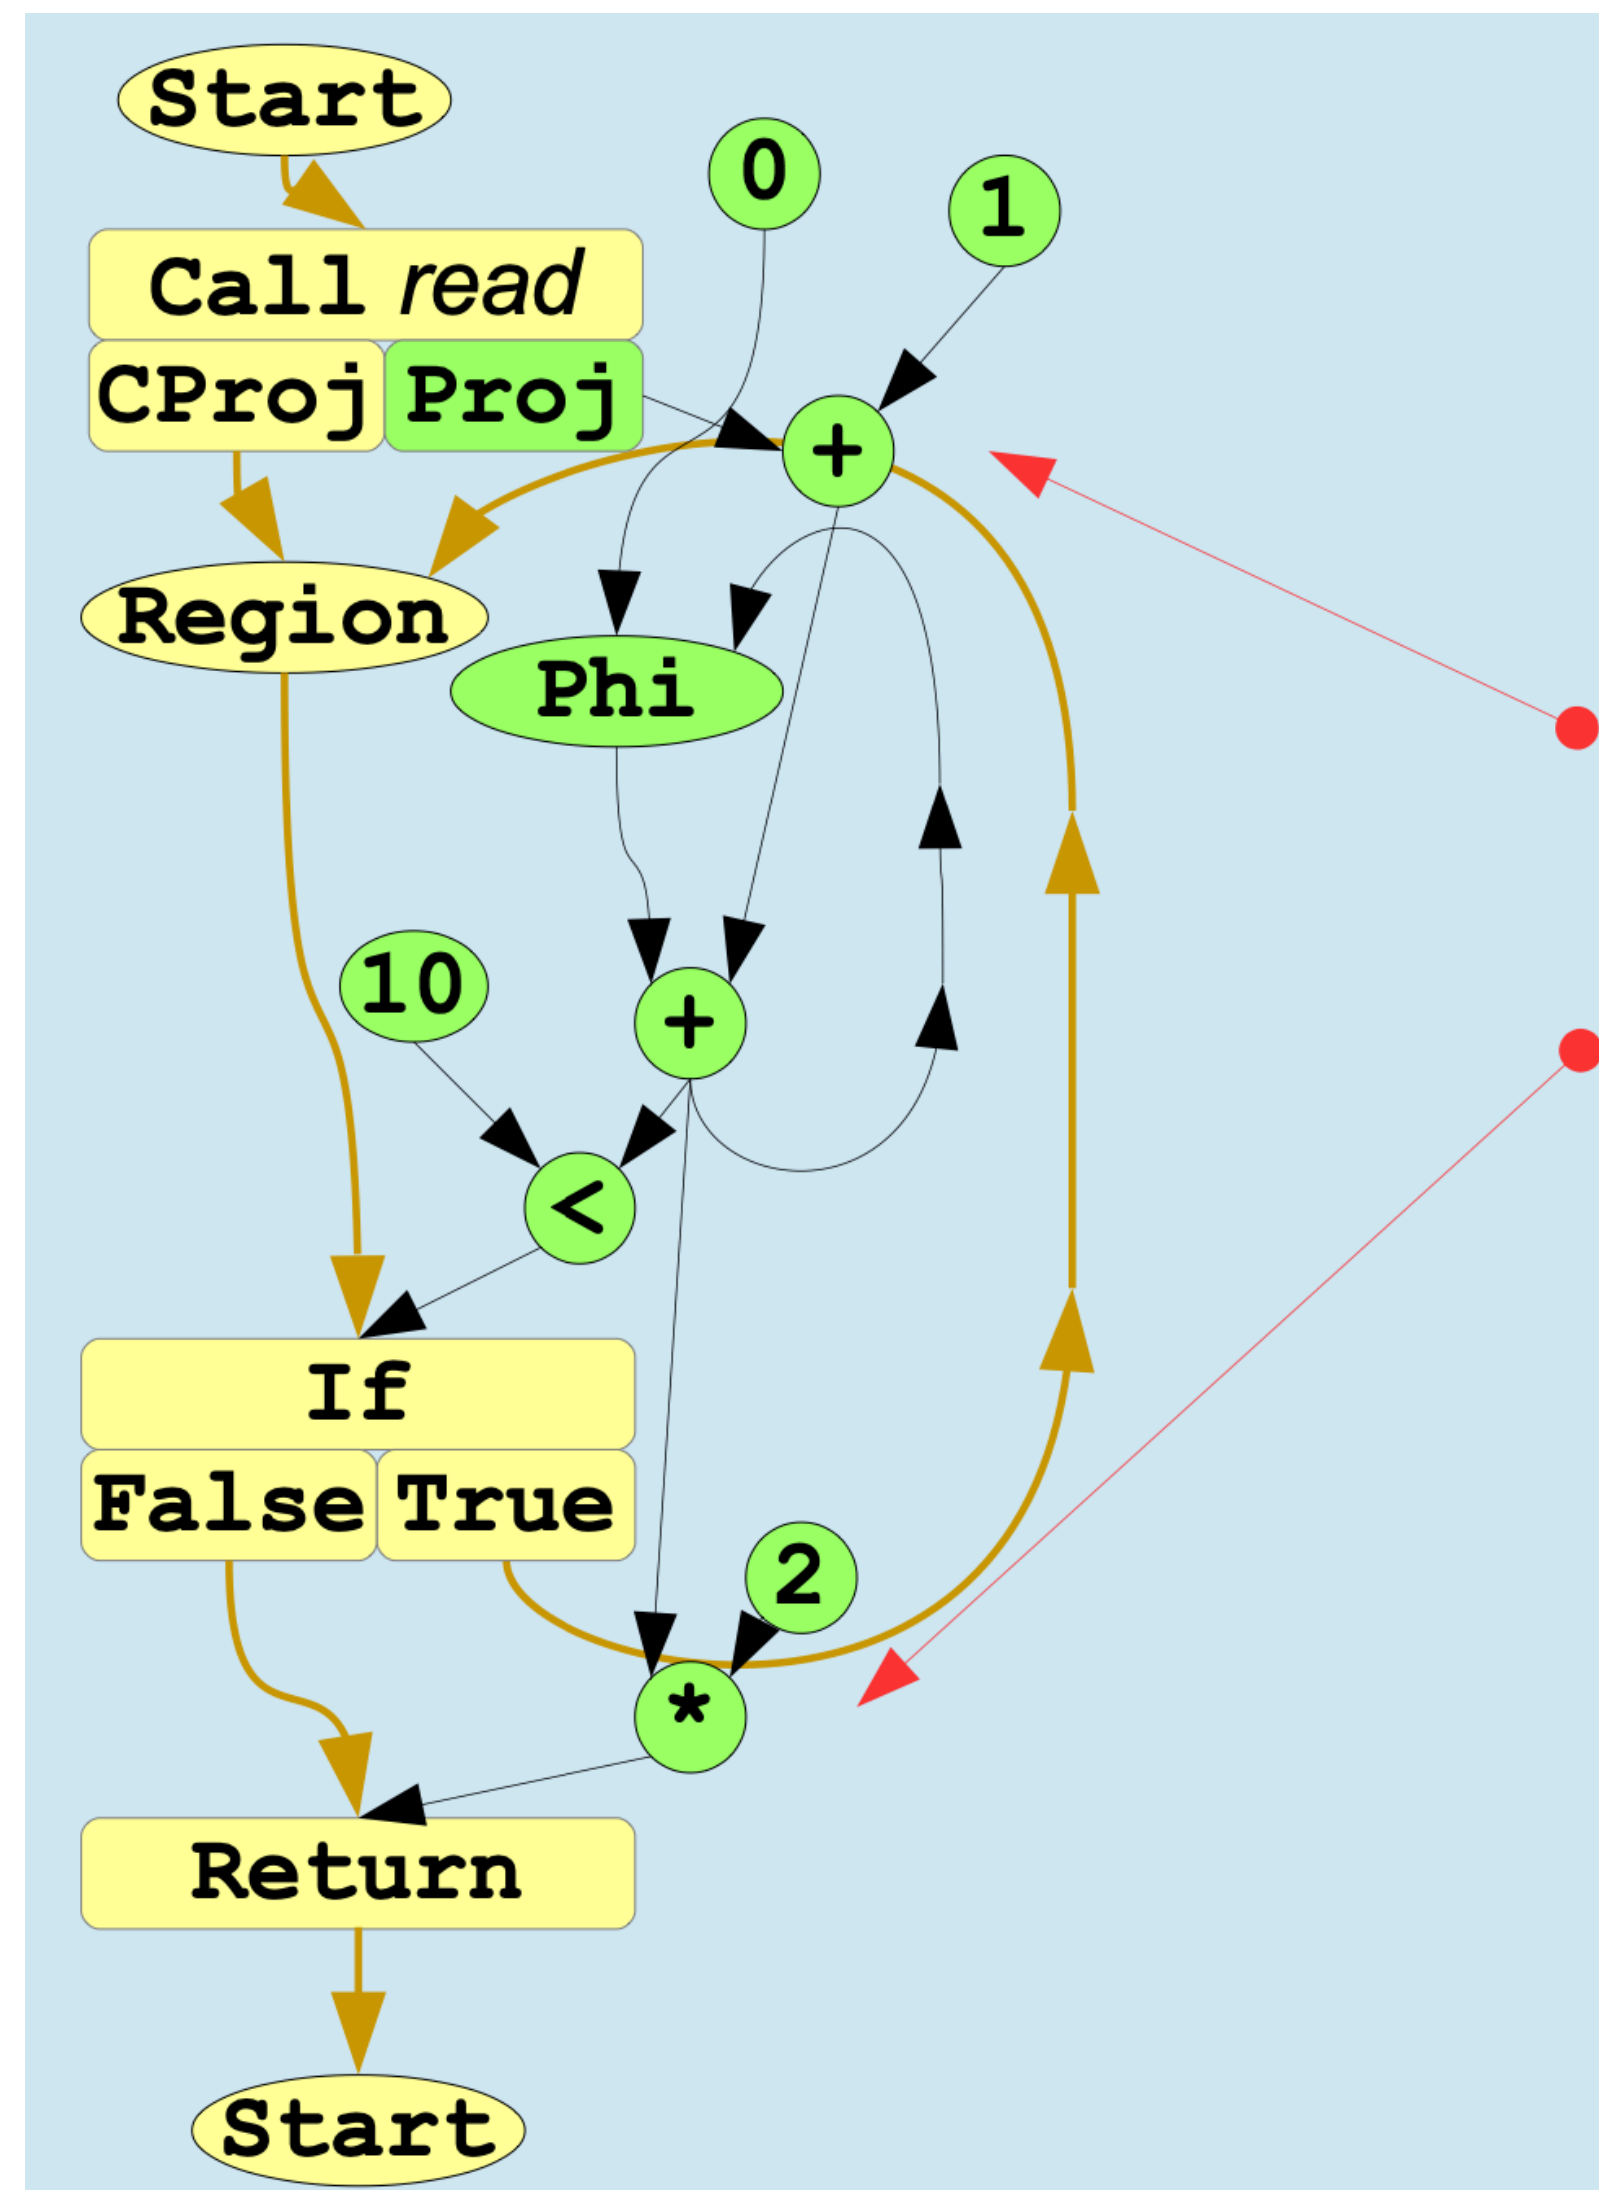 Start
0
1
Call read
CProj Proj
+
Region
Phi
10
+
<
If
False True
2
*
Return
Start